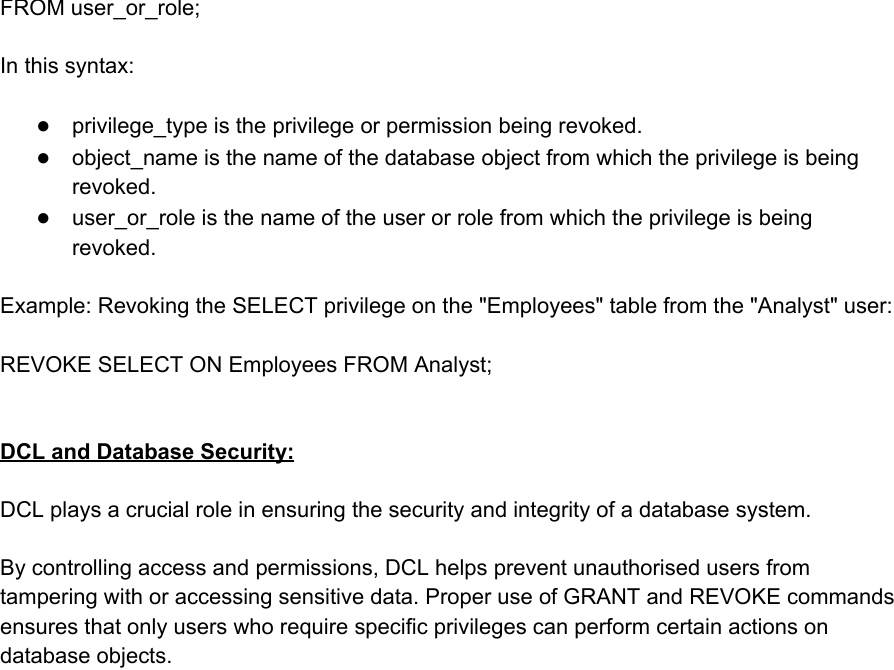 FROM user_or_role;
In this syntax:
● privilege_type is the privilege or permission being revoked.
● object_name is the name of the database object from which the privilege is being
revoked.
● user_or_role is the name of the user or role from which the privilege is being
revoked.
Example: Revoking the SELECT privilege on the "Employees" table from the "Analyst" user:
REVOKE SELECT ON Employees FROM Analyst;
DCL and Database Security:
DCL plays a crucial role in ensuring the security and integrity of a database system.
By controlling access and permissions, DCL helps prevent unauthorised users from
tampering with or accessing sensitive data. Proper use of GRANT and REVOKE commands
ensures that only users who require specific privileges can perform certain actions on
database objects.